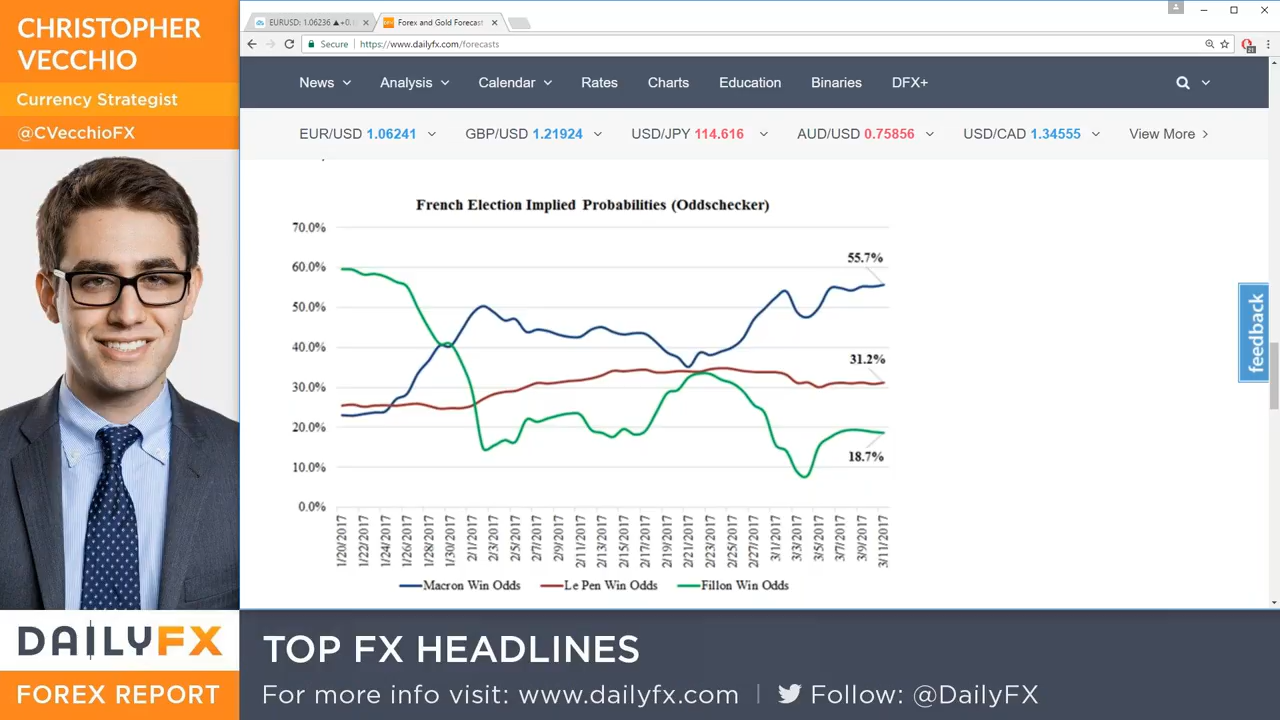 CHRISTOPHER
VECCHIO
Currency Strategist
@CVecchioFX
EURUSD: 1.06236 ▲+0.
Forex and Gold Forecast
Secure
https://www.dailyfx.com/forecasts
News
Analysis
Calendar
Rates
Charts
Education
Binaries
DFX+
EUR/USD 1.06241
GBP/USD 1.21924
USD/JPY 114.616
AUD/USD 0.75856
USD/CAD 1.34555
View More
French Election Implied Probabilities (Oddschecker)
70.0%
60.0%
50.0%
40.0%
30.0%
20.0%
10.0%
0.0%
55.7%
31.2%
18.7%
1/20/2017
1/22/2017
1/24/2017
1/26/2017
1/28/2017
1/30/2017
2/1/2017
2/3/2017
2/5/2017
2/7/2017
2/9/2017
2/11/2017
2/13/2017
2/15/2017
2/17/2017
2/19/2017
2/21/2017
2/23/2017
2/25/2017
2/27/2017
3/1/2017
3/3/2017
3/5/2017
3/7/2017
3/9/2017
3/11/2017
Macron Win Odds
Le Pen Win Odds
Fillon Win Odds
feedback
DAILYFX
FOREX REPORT
TOP FX HEADLINES
For more info visit: www.dailyfx.com | Follow: @DailyFX